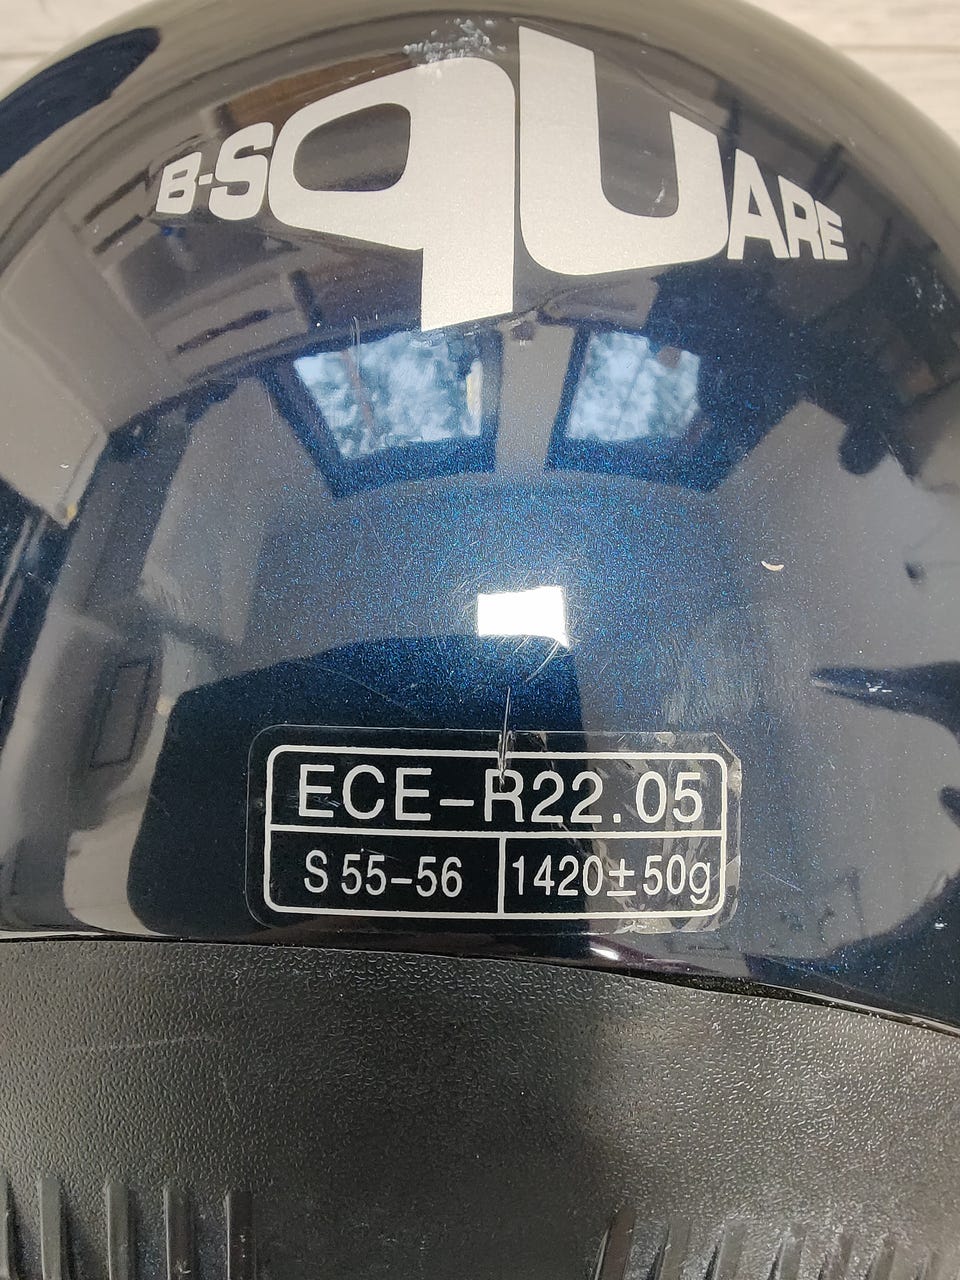 B-SQUARE
ECE-R22.05
S 55-56 1420±50g